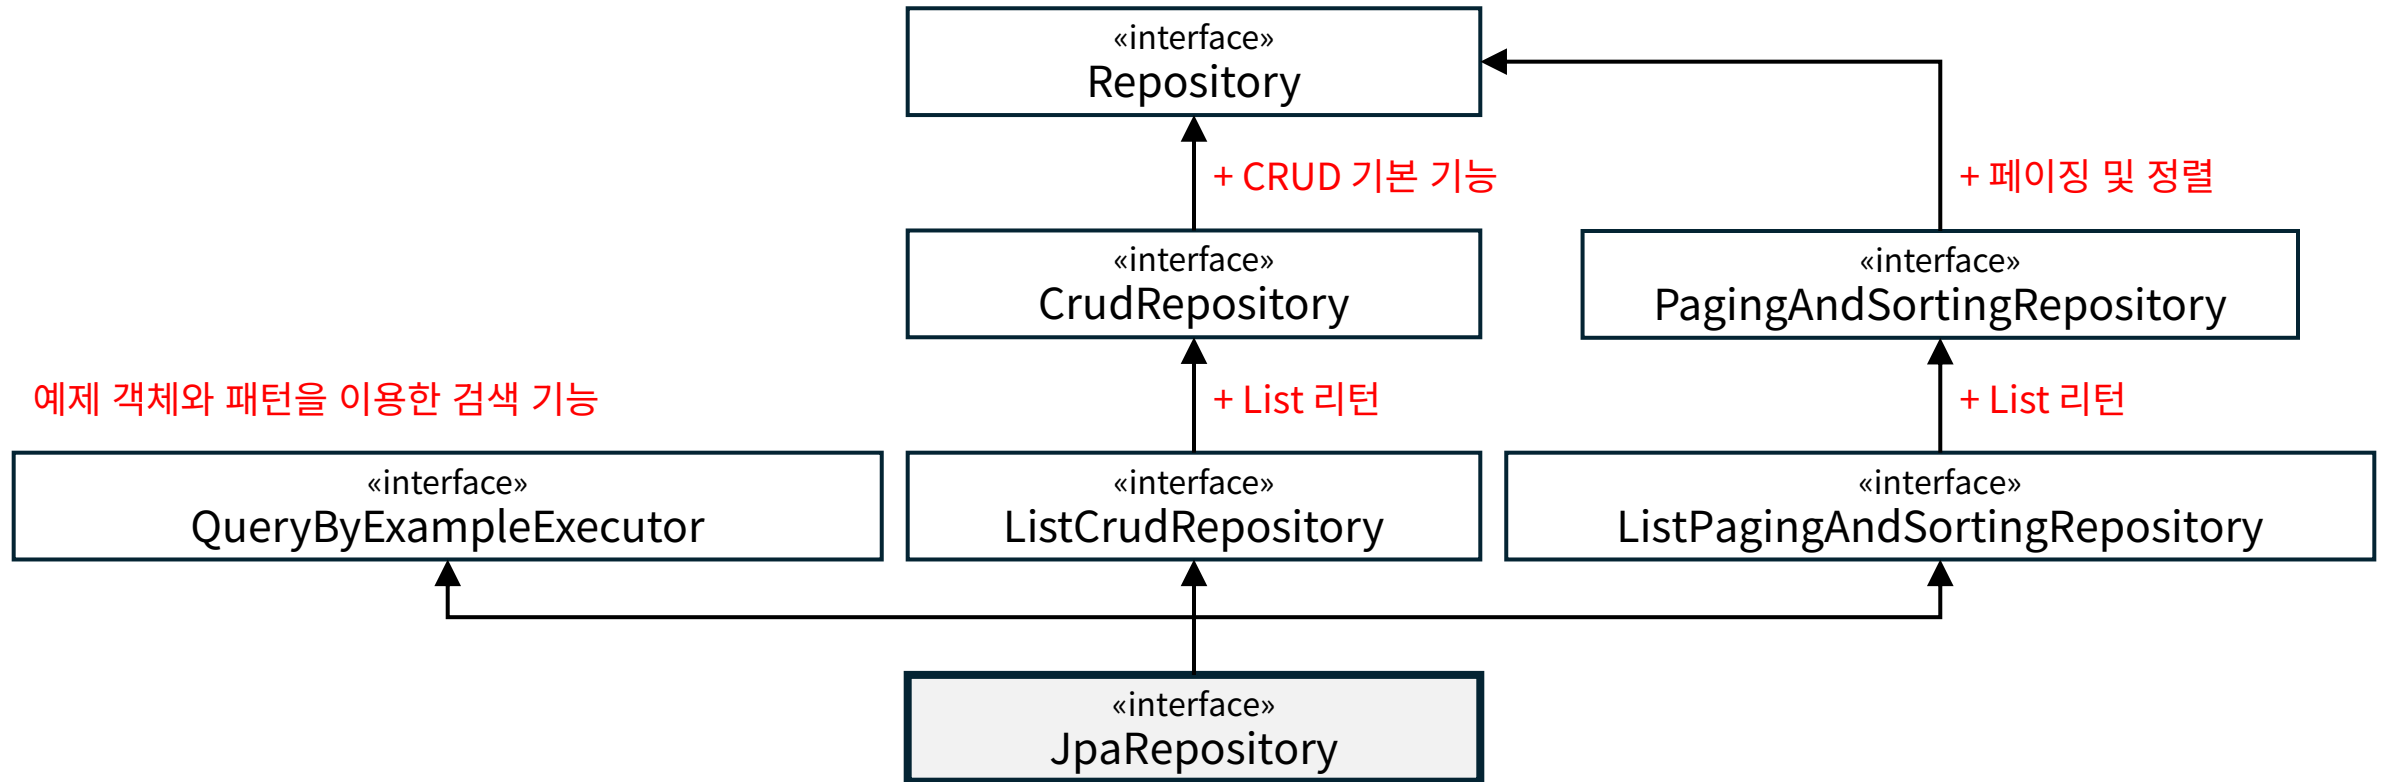 «interface»
Repository
+ CRUD 기본 기능
+ 페이징 및 정렬
«interface»
CrudRepository
«interface»
PagingAndSortingRepository
예제 객체와 패턴을 이용한 검색 기능
+ List 리턴
+ List 리턴
«interface»
QueryByExampleExecutor
«interface»
ListCrudRepository
«interface»
ListPagingAndSortingRepository
«interface»
JpaRepository